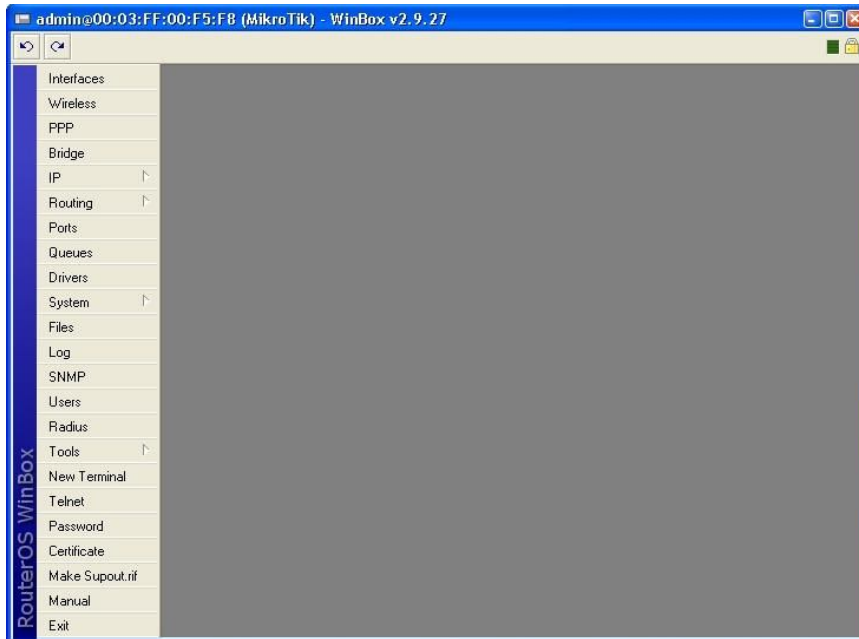 admin@00:03:FF:00:F5:F8 (MikroTik) - WinBox v2.9.27
Interfaces
Wireless
PPP
Bridge
IP
Routing
Ports
Queues
Drivers
System
Files
Log
SNMP
Users
Radius
Tools
New Terminal
Telnet
Password
Certificate
Make Supout.rif
Manual
Exit
RouterOS WinBox